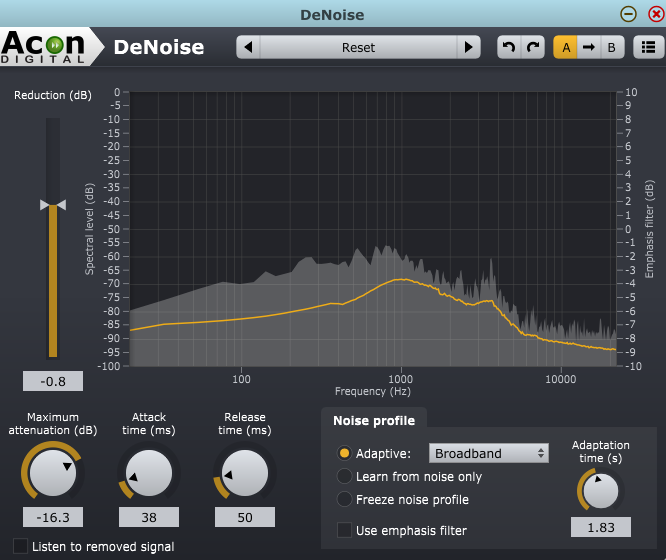 DeNoise
Acon
DIGITAL
DeNoise
Reset
A
B
Reduction (dB)
-0.8
Spectral level (dB)
0
-5
-10
-15
-20
-25
-30
-35
-40
-45
-50
-55
-60
-65
-70
-75
-80
-85
-90
-95
-100
10
9
8
7
6
5
4
3
2
1
0
-1
-2
-3
-4
-5
-6
-7
-8
-9
-10
Emphasis filter (dB)
100
1000
10000
Frequency (Hz)
Maximum
attenuation (dB)
-16.3
Attack
time (ms)
38
Release
time (ms)
50
Listen to removed signal
Noise profile
Adaptive:
Broadband
Learn from noise only
Freeze noise profile
Use emphasis filter
Adaptation
time (s)
1.83